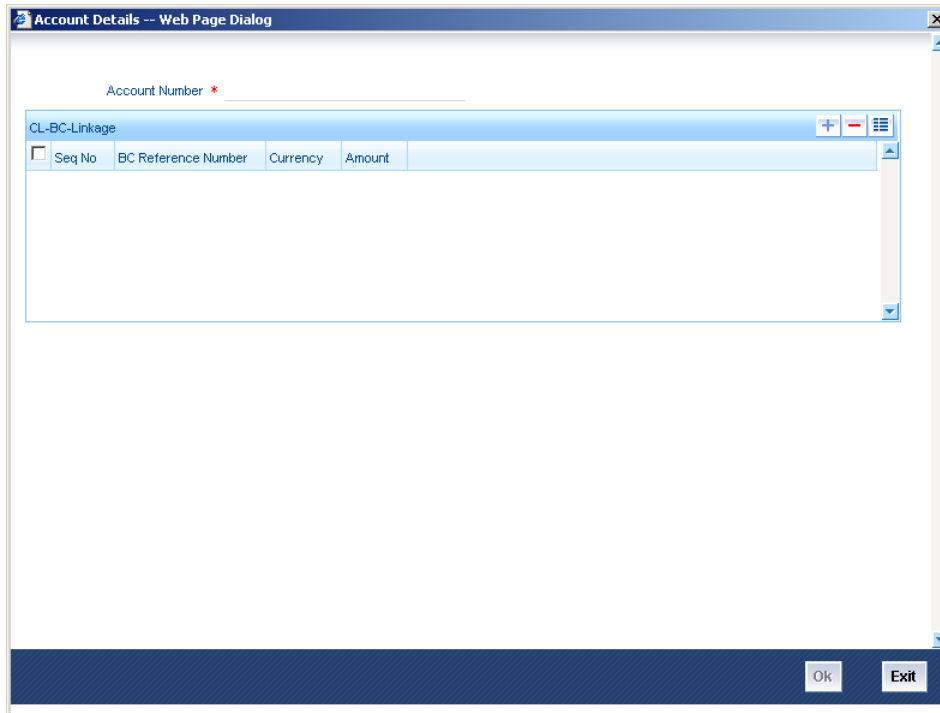 Account Details -- Web Page Dialog
Account Number *
CL-BC-Linkage
Seq No BC Reference Number Currency Amount
Ok Exit